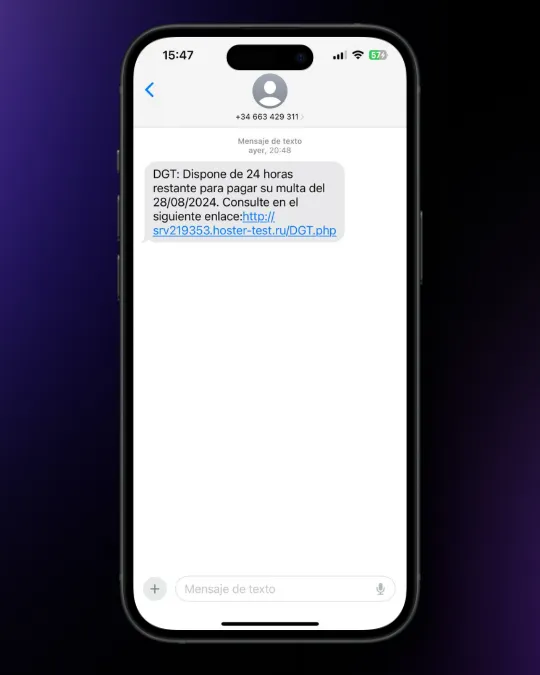 15:47
57
+34 663 429 311
Mensaje de texto
ayer, 20:48
DGT: Dispone de 24 horas
restante para pagar su multa del
28/08/2024. Consulte en el
siguiente enlace:http://
srv219353.hoster-test.ru/DGT.php
Mensaje de texto